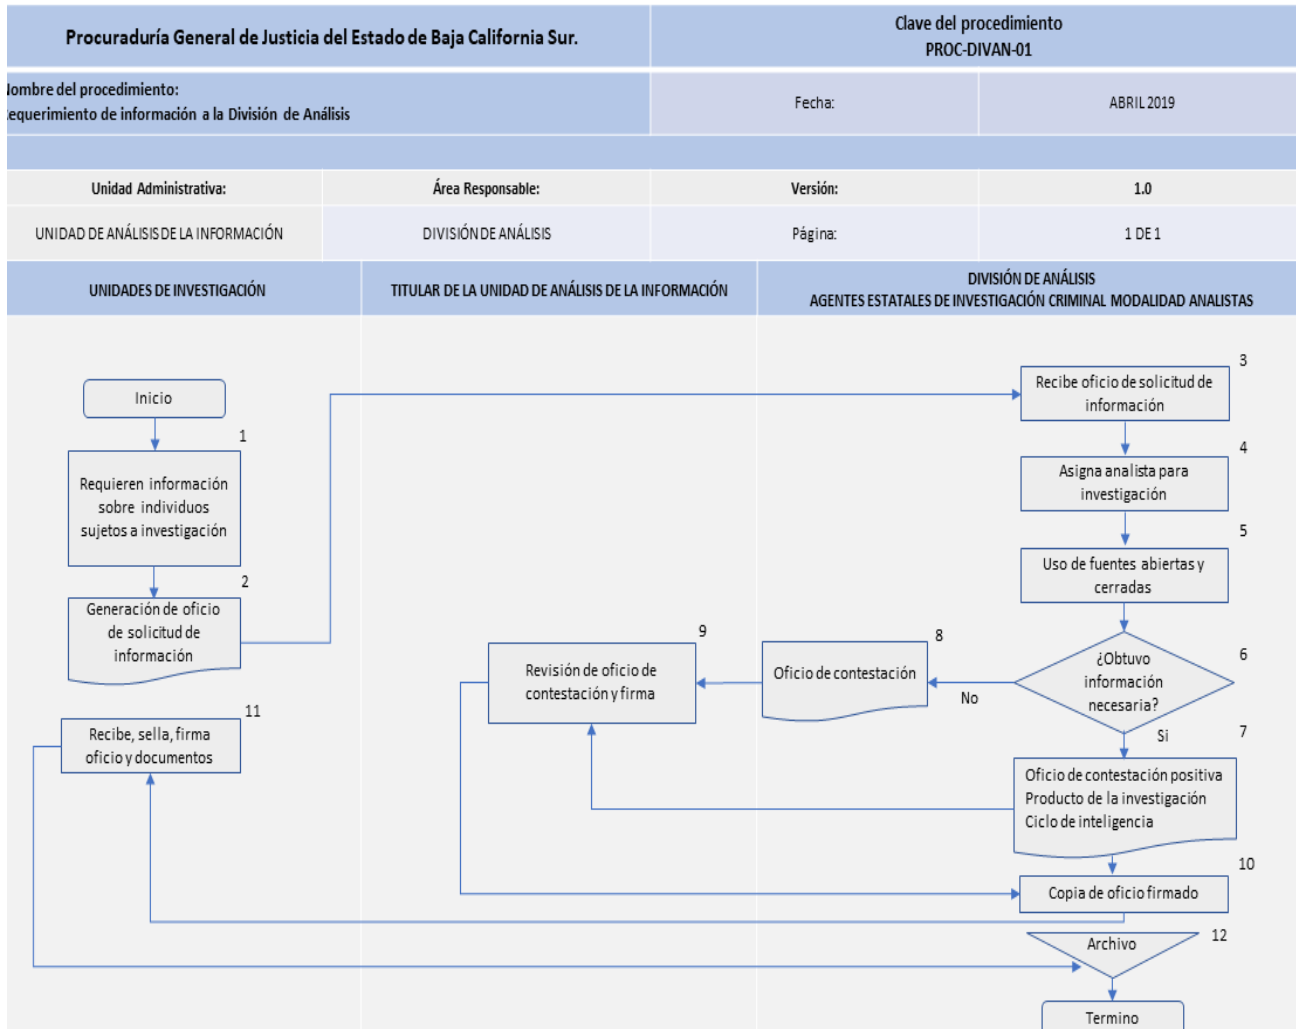 Procuraduría General de Justicia del Estado de Baja California Sur.
Clave del procedimiento
PROC-DIVAN-01
Nombre del procedimiento:
Requerimiento de información a la División de Análisis
Fecha:
ABRIL 2019
Unidad Administrativa:
Área Responsable:
Versión:
1.0
UNIDAD DE ANÁLISIS DE LA INFORMACIÓN
DIVISIÓN DE ANÁLISIS
Página:
1 DE 1
UNIDADES DE INVESTIGACIÓN
TITULAR DE LA UNIDAD DE ANÁLISIS DE LA INFORMACIÓN
DIVISIÓN DE ANÁLISIS
AGENTES ESTATALES DE INVESTIGACIÓN CRIMINAL MODALIDAD ANALISTAS
Inicio
1
Requieren información
sobre individuos
sujetos a investigación
2
Generación de oficio
de solicitud de
información
3
Recibe oficio de solicitud de
información
4
Asigna analista para
investigación
5
Uso de fuentes abiertas y
cerradas
6
¿Obtuvo
información
necesaria?
No
Si
7
Oficio de contestación positiva
Producto de la investigación
Ciclo de inteligencia
8
Oficio de contestación
9
Revisión de oficio de
contestación y firma
10
Copia de oficio firmado
11
Recibe, sella, firma
oficio y documentos
12
Archivo
Termino